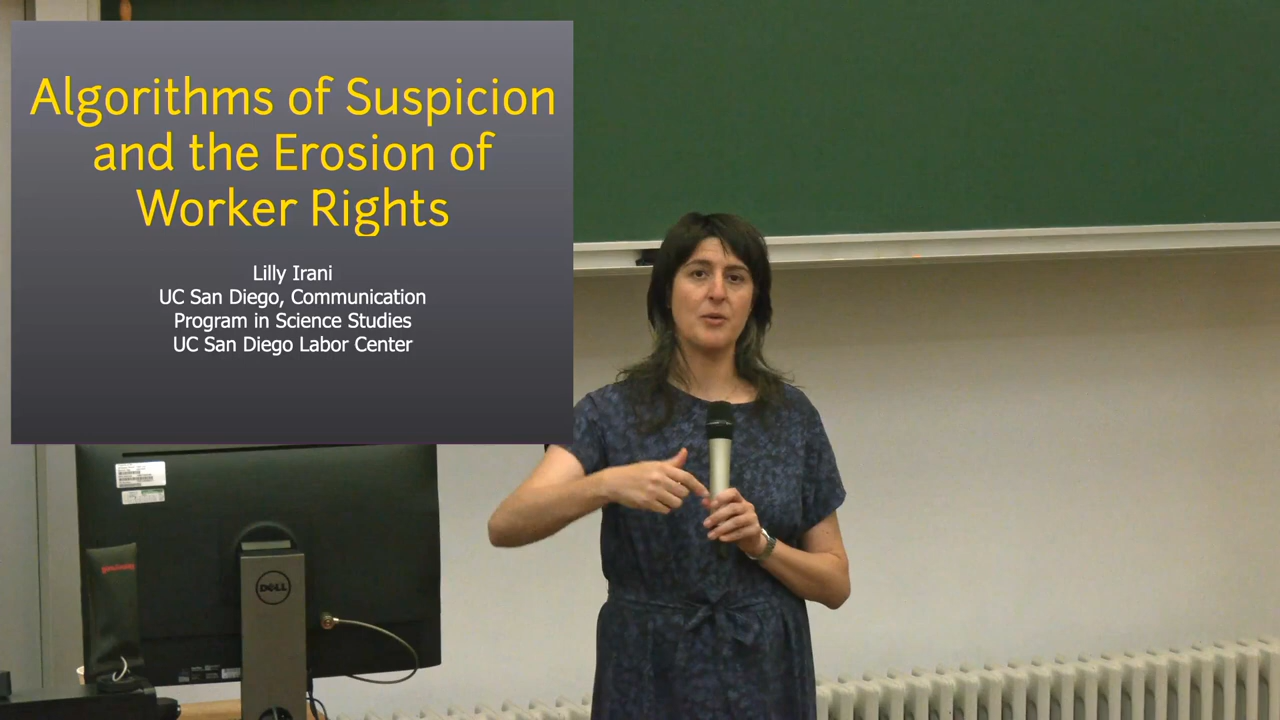 Algorithms of Suspicion
and the Erosion of
Worker Rights
Lilly Irani
UC San Diego, Communication
Program in Science Studies
UC San Diego Labor Center
DELL